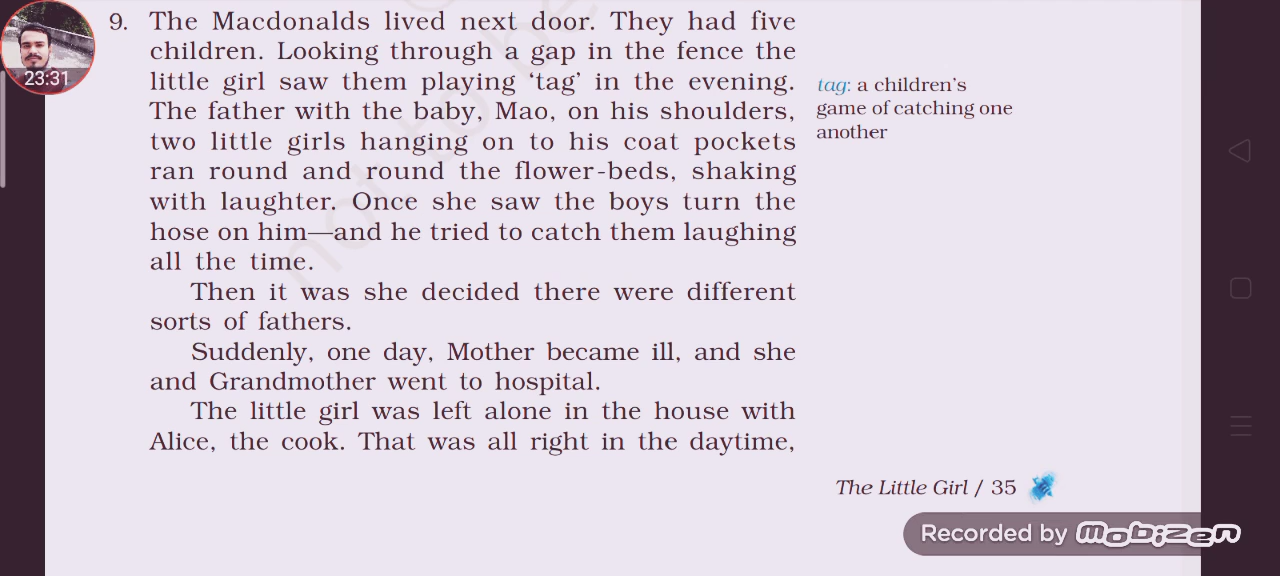 23:31
9. The Macdonalds lived next door. They had five
children. Looking through a gap in the fence the
little girl saw them playing ‘tag’ in the evening.
The father with the baby, Mao, on his shoulders,
two little girls hanging on to his coat pockets
ran round and round the flower-beds, shaking
with laughter. Once she saw the boys turn the
hose on him—and he tried to catch them laughing
all the time.
Then it was she decided there were different
sorts of fathers.
Suddenly, one day, Mother became ill, and she
and Grandmother went to hospital.
The little girl was left alone in the house with
Alice, the cook. That was all right in the daytime,
tag: a children’s
game of catching one
another
The Little Girl / 35
not to be
Recorded by Mobizen